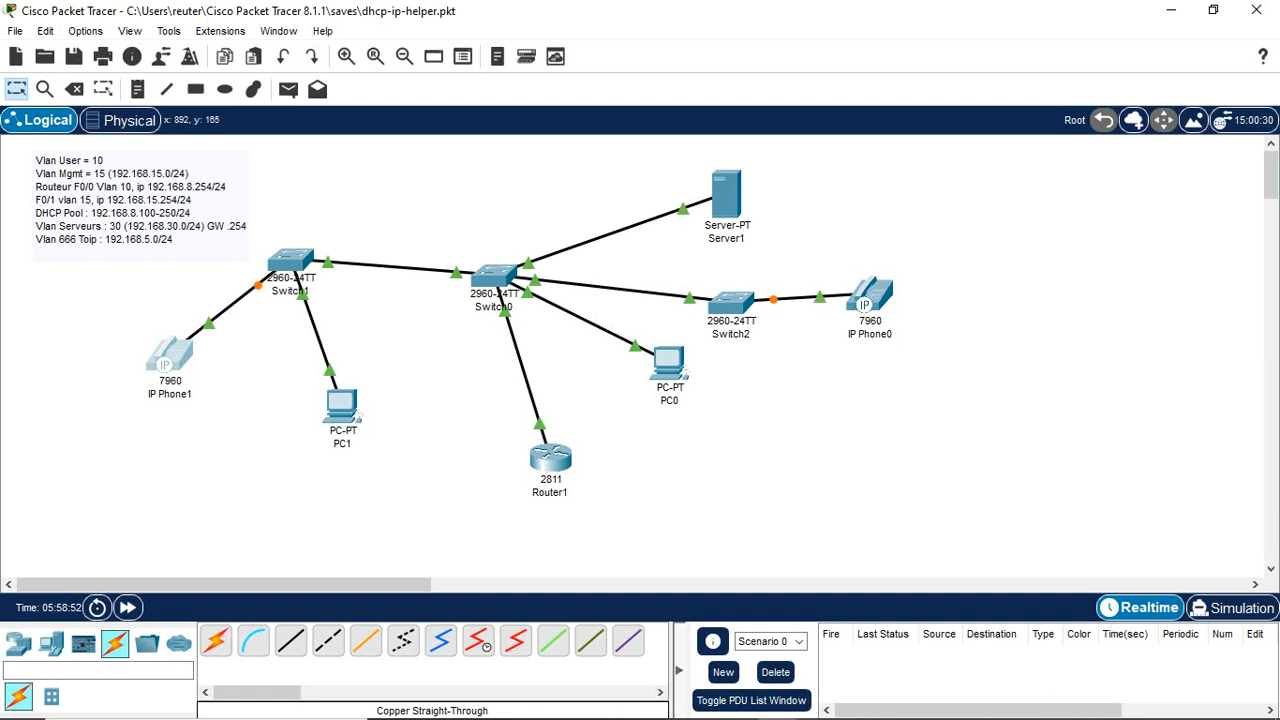 Cisco Packet Tracer - C:\Users\reuter\Cisco Packet Tracer 8.1.1\saves\dhcp-ip-helper.pkt
File Edit Options View Tools Extensions Window Help
Logical Physical x: 892, y: 165 Root 15:00:30
Vlan User = 10
Vlan Mgmt = 15 (192.168.15.0/24)
Routeur F0/0 Vlan 10, ip 192.168.8.254/24
F0/1 vlan 15, ip 192.168.15.254/24
DHCP Pool : 192.168.8.100-250/24
Vlan Serveurs : 30 (192.168.30.0/24) GW .254
Vlan 666 Toip : 192.168.5.0/24
Server-PT
Server1
2960-24TT
Switch1
2960-24TT
Switch0
2960-24TT
Switch2
7960
IP Phone0
IP
IP
7960
IP Phone1
PC-PT
PC0
PC-PT
PC1
2811
Router1
Time: 05:58:52 Realtime Simulation
Scenario 0
New Delete
Toggle PDU List Window
Fire Last Status Source Destination Type Color Time(sec) Periodic Num Edit
Copper Straight-Through